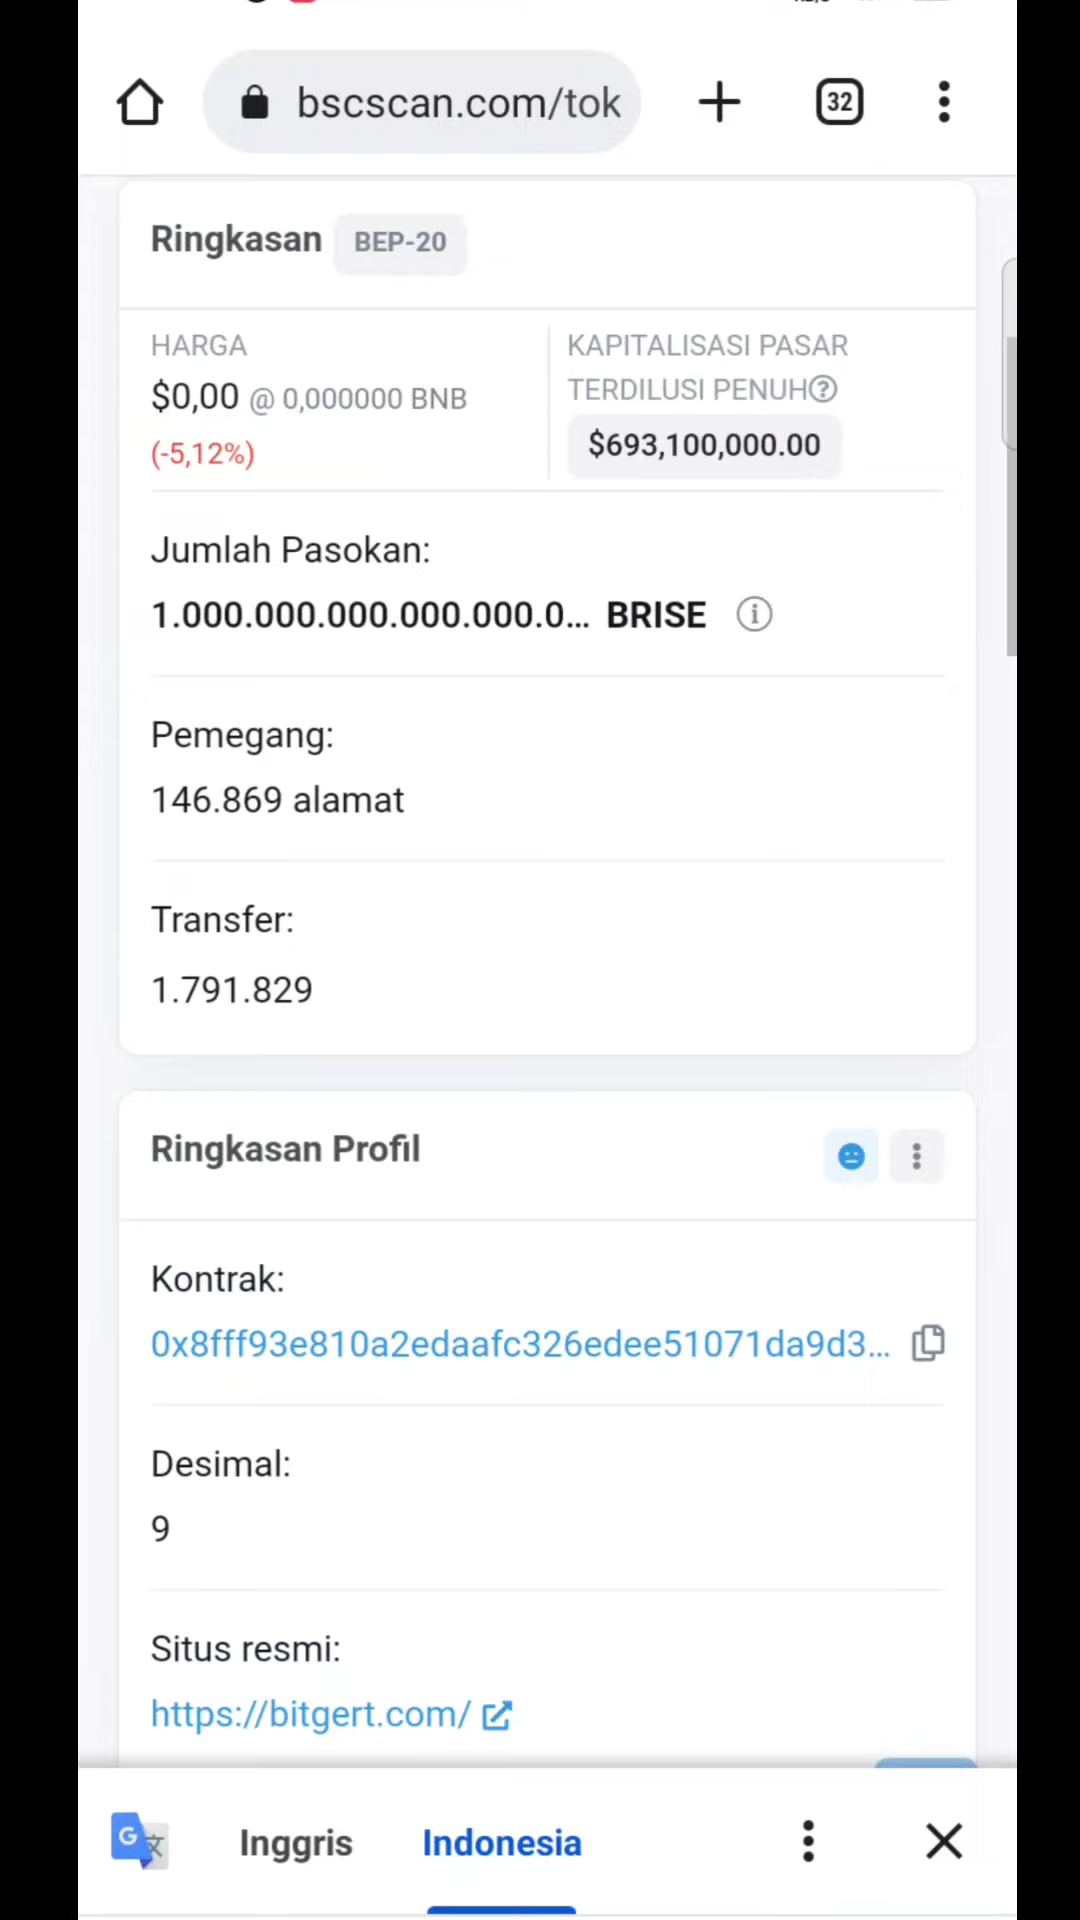 bscscan.com/tok
32
Ringkasan BEP-20
HARGA
$0,00 @ 0,000000 BNB
(-5,12%)
KAPITALISASI PASAR
TERDILUSI PENUH
$693,100,000.00
Jumlah Pasokan:
1.000.000.000.000.000.0... BRISE
Pemegang:
146.869 alamat
Transfer:
1.791.829
Ringkasan Profil
Kontrak:
0x8fff93e810a2edaafc326edee51071da9d3...
Desimal:
9
Situs resmi:
https://bitgert.com/
Inggris Indonesia